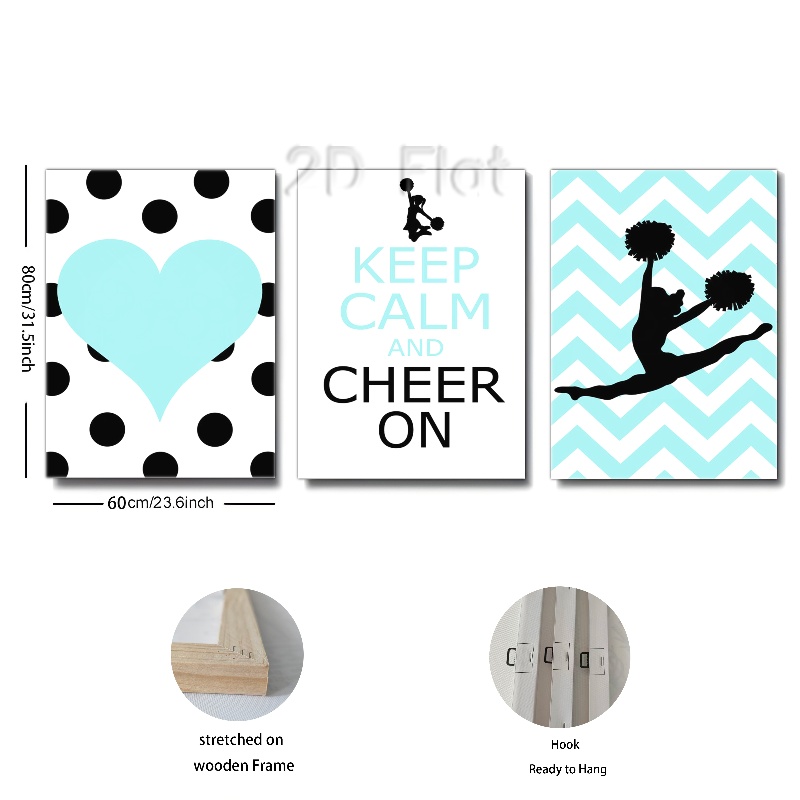 2D Flat
KEEP
CALM
AND
CHEER
ON
80cm/31.5inch
60cm/23.6inch
stretched on
wooden Frame
Hook
Ready to Hang